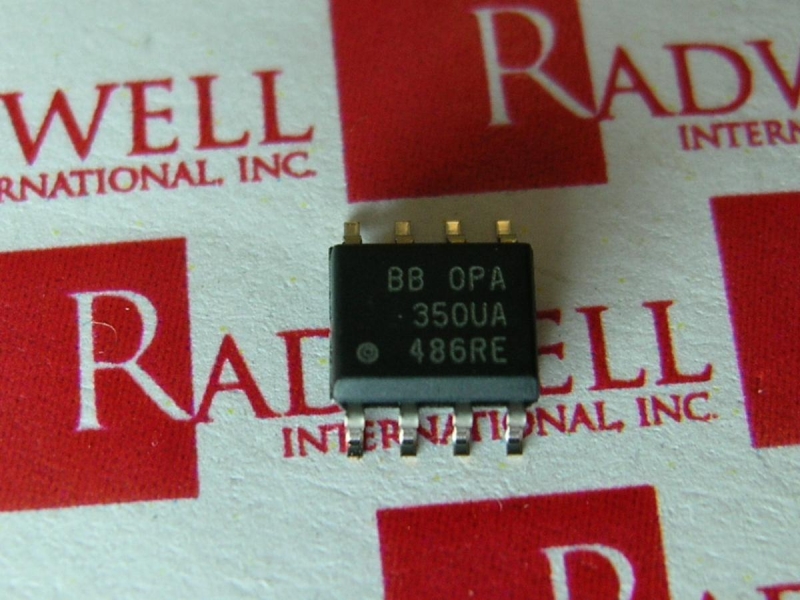 RADW
INTERN
WELL
RNATIONAL, INC.
BB OPA
350UA
486RE
RAD ELL
INTERNATIONAL, INC.
R